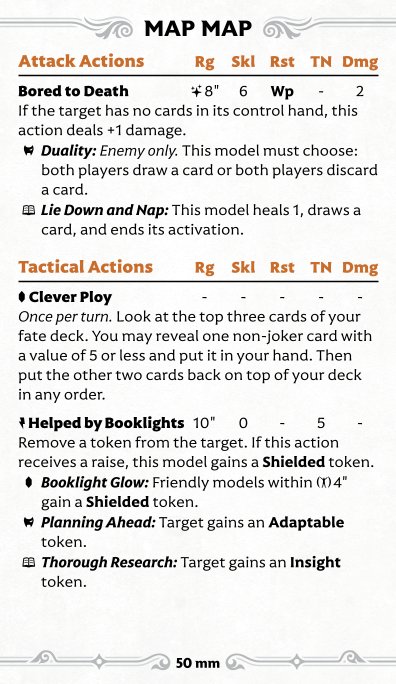 MAP MAP
Attack Actions Rg Skl Rst TN Dmg
Bored to Death 8" 6 Wp - 2
If the target has no cards in its control hand, this
action deals +1 damage.
Duality: Enemy only. This model must choose:
both players draw a card or both players discard
a card.
Lie Down and Nap: This model heals 1, draws a
card, and ends its activation.
Tactical Actions Rg Skl Rst TN Dmg
Clever Ploy - - - - -
Once per turn. Look at the top three cards of your
fate deck. You may reveal one non-joker card with
a value of 5 or less and put it in your hand. Then
put the other two cards back on top of your deck
in any order.
Helped by Booklights 10" 0 - 5 -
Remove a token from the target. If this action
receives a raise, this model gains a Shielded token.
Booklight Glow: Friendly models within 4"
gain a Shielded token.
Planning Ahead: Target gains an Adaptable
token.
Thorough Research: Target gains an Insight
token.
50 mm